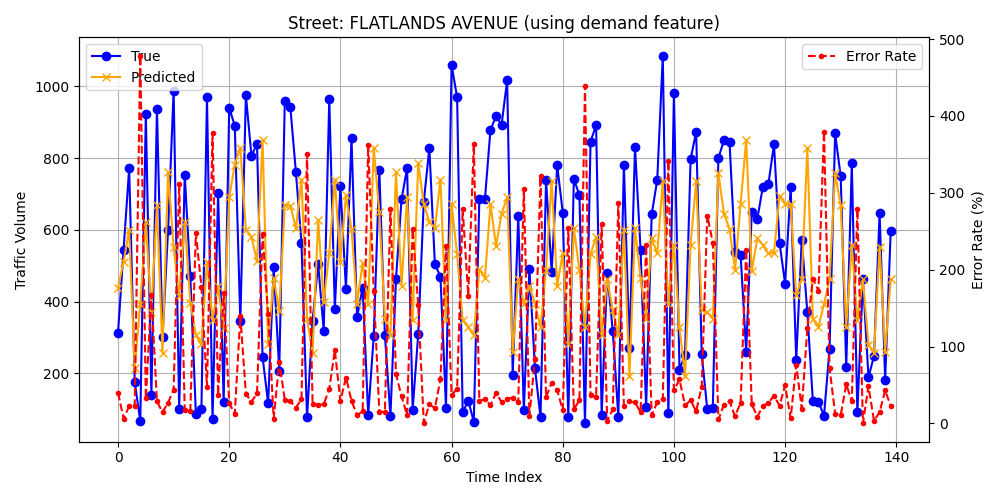 Street: FLATLANDS AVENUE (using demand feature)
True
Predicted
Error Rate
Traffic Volume
1000
800
600
400
200
500
400
300
200
100
0
Error Rate (%)
0 20 40 60 80 100 120 140
Time Index